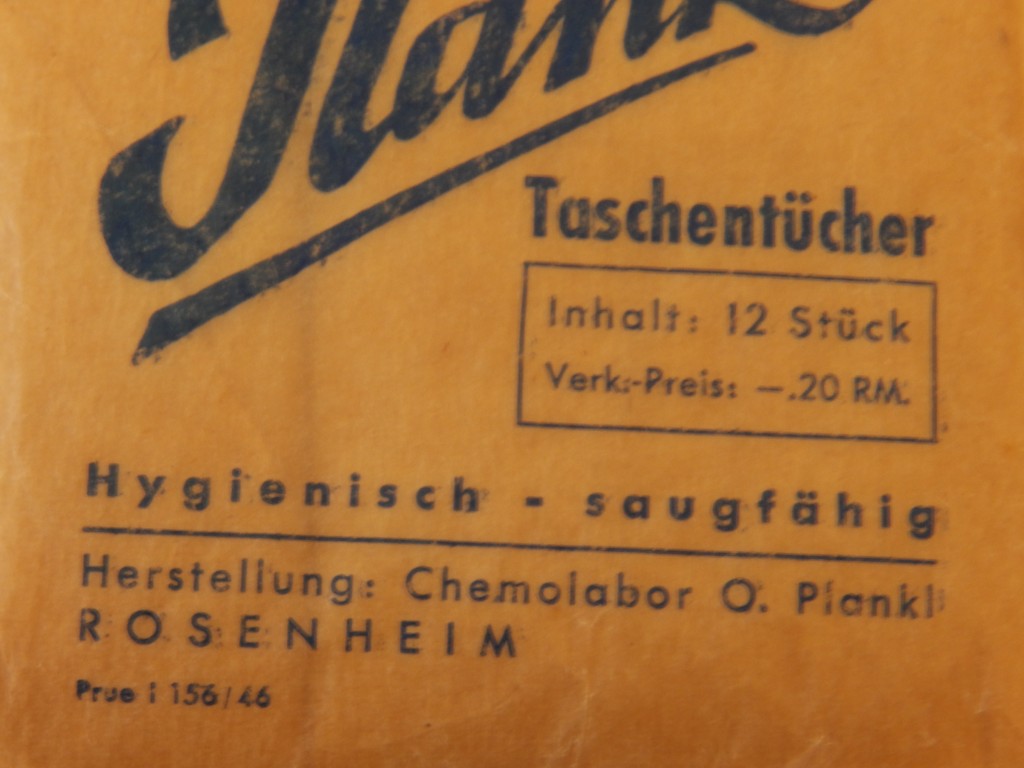 Taschentücher
Inhalt: 12 Stück
Verk.-Preis: —.20 RM.
Hygienisch - saugfähig
Herstellung: Chemolabor O. Plankl
ROSENHEIM
Prue I 156/46